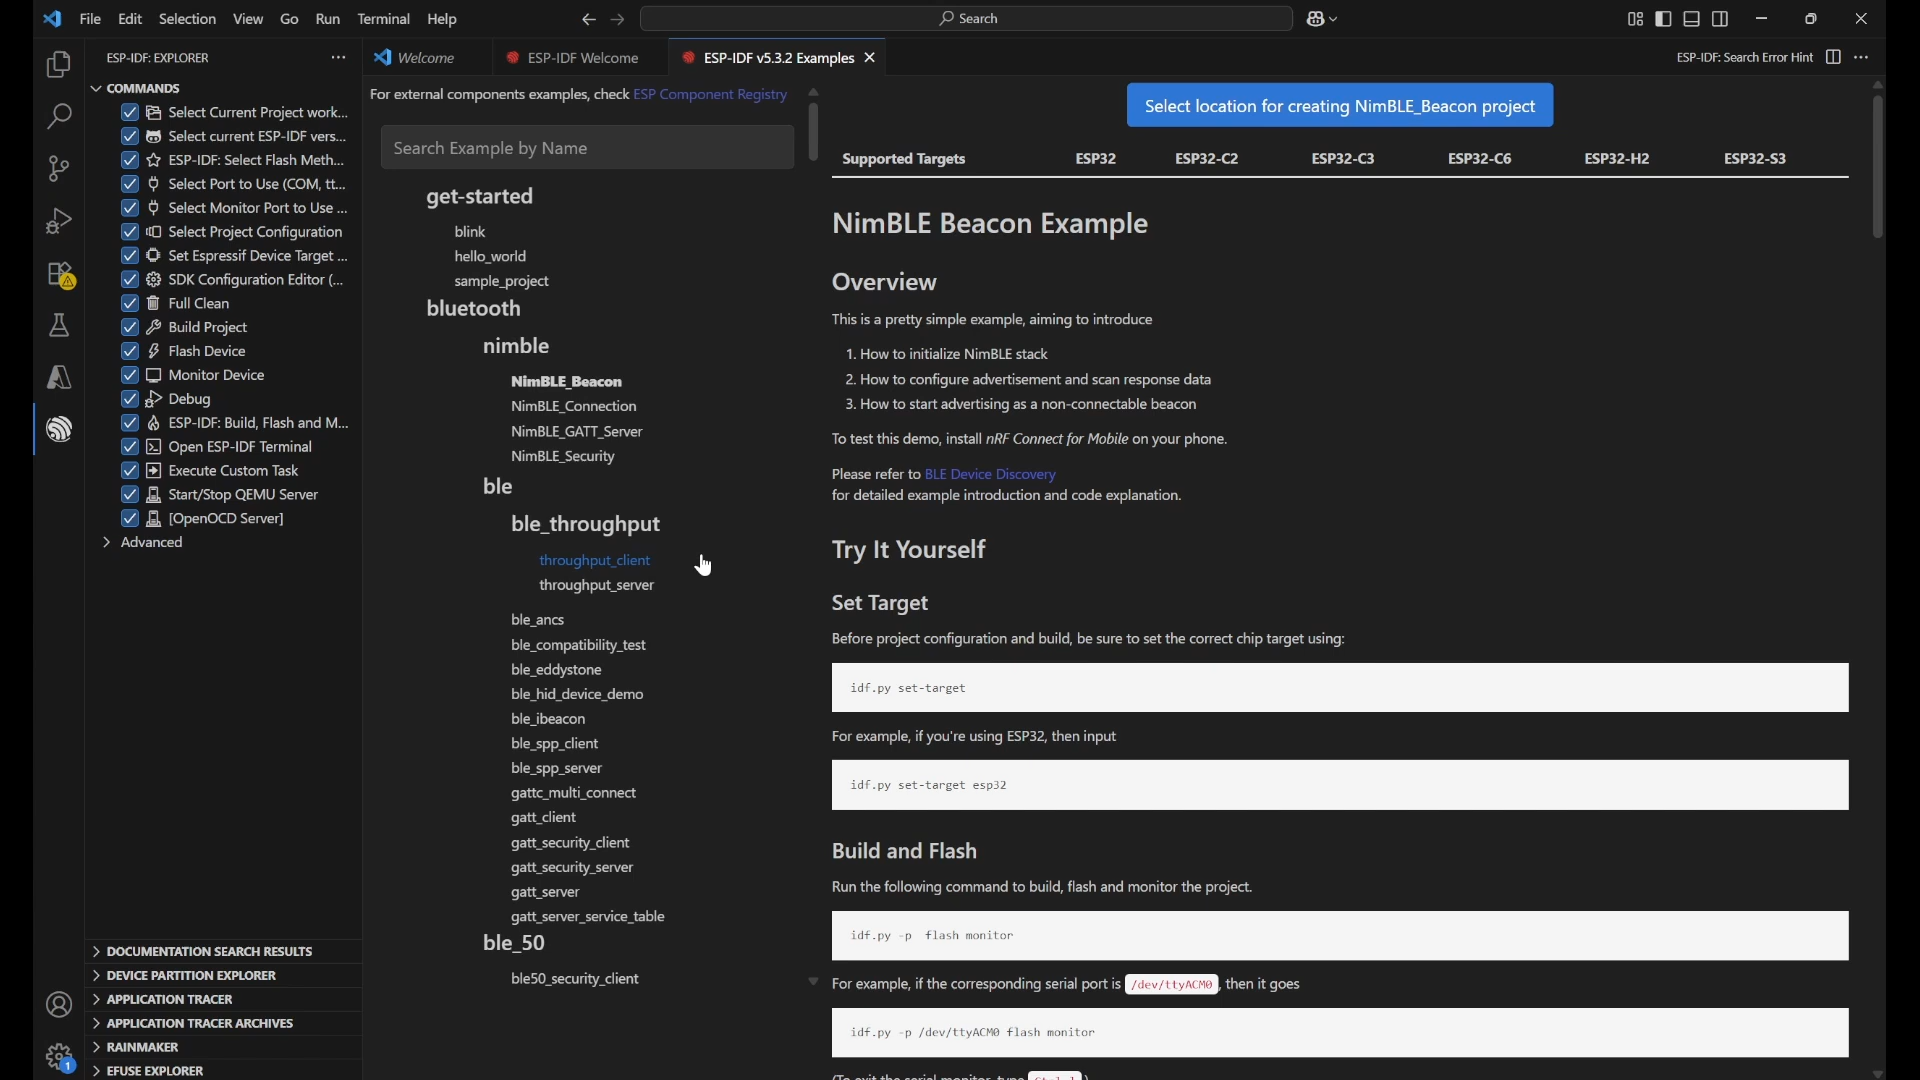 File Edit Selection View Go Run Terminal Help
Search
ESP-IDF: EXPLORER
COMMANDS
Select Current Project work...
Select current ESP-IDF vers...
ESP-IDF: Select Flash Meth...
Select Port to Use (COM, tt...
Select Monitor Port to Use ...
Select Project Configuration
Set Espressif Device Target ...
SDK Configuration Editor (...
Full Clean
Build Project
Flash Device
Monitor Device
Debug
ESP-IDF: Build, Flash and M...
Open ESP-IDF Terminal
Execute Custom Task
Start/Stop QEMU Server
[OpenOCD Server]
Advanced
DOCUMENTATION SEARCH RESULTS
DEVICE PARTITION EXPLORER
APPLICATION TRACER
APPLICATION TRACER ARCHIVES
RAINMAKER
EFUSE EXPLORER
1
Welcome
ESP-IDF Welcome
ESP-IDF v5.3.2 Examples
ESP-IDF: Search Error Hint
For external components examples, check ESP Component Registry
Search Example by Name
get-started
blink
hello_world
sample_project
bluetooth
nimble
NimBLE_Beacon
NimBLE_Connection
NimBLE_GATT_Server
NimBLE_Security
ble
ble_throughput
throughput_client
throughput_server
ble_ancs
ble_compatibility_test
ble_eddystone
ble_hid_device_demo
ble_ibeacon
ble_spp_client
ble_spp_server
gattc_multi_connect
gatt_client
gatt_security_client
gatt_security_server
gatt_server
gatt_server_service_table
ble_50
ble50_security_client
Select location for creating NimBLE_Beacon project
Supported Targets ESP32 ESP32-C2 ESP32-C3 ESP32-C6 ESP32-H2 ESP32-S3
NimBLE Beacon Example
Overview
This is a pretty simple example, aiming to introduce
1. How to initialize NimBLE stack
2. How to configure advertisement and scan response data
3. How to start advertising as a non-connectable beacon
To test this demo, install nRF Connect for Mobile on your phone.
Please refer to BLE Device Discovery
for detailed example introduction and code explanation.
Try It Yourself
Set Target
Before project configuration and build, be sure to set the correct chip target using:
idf.py set-target
For example, if you're using ESP32, then input
idf.py set-target esp32
Build and Flash
Run the following command to build, flash and monitor the project.
idf.py -p  flash monitor
For example, if the corresponding serial port is /dev/ttyACM0, then it goes
idf.py -p /dev/ttyACM0 flash monitor
(To exit the serial monitor, type